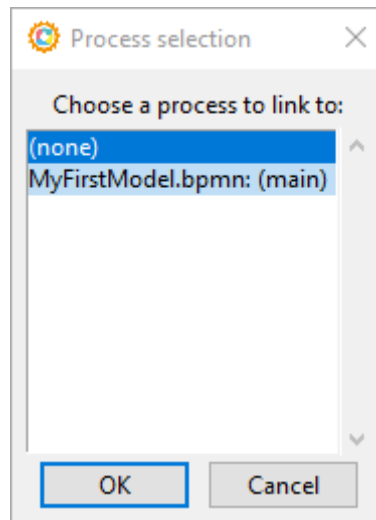 Process selection
Choose a process to link to:
(none)
MyFirstModel.bpmn: (main)
OK
Cancel